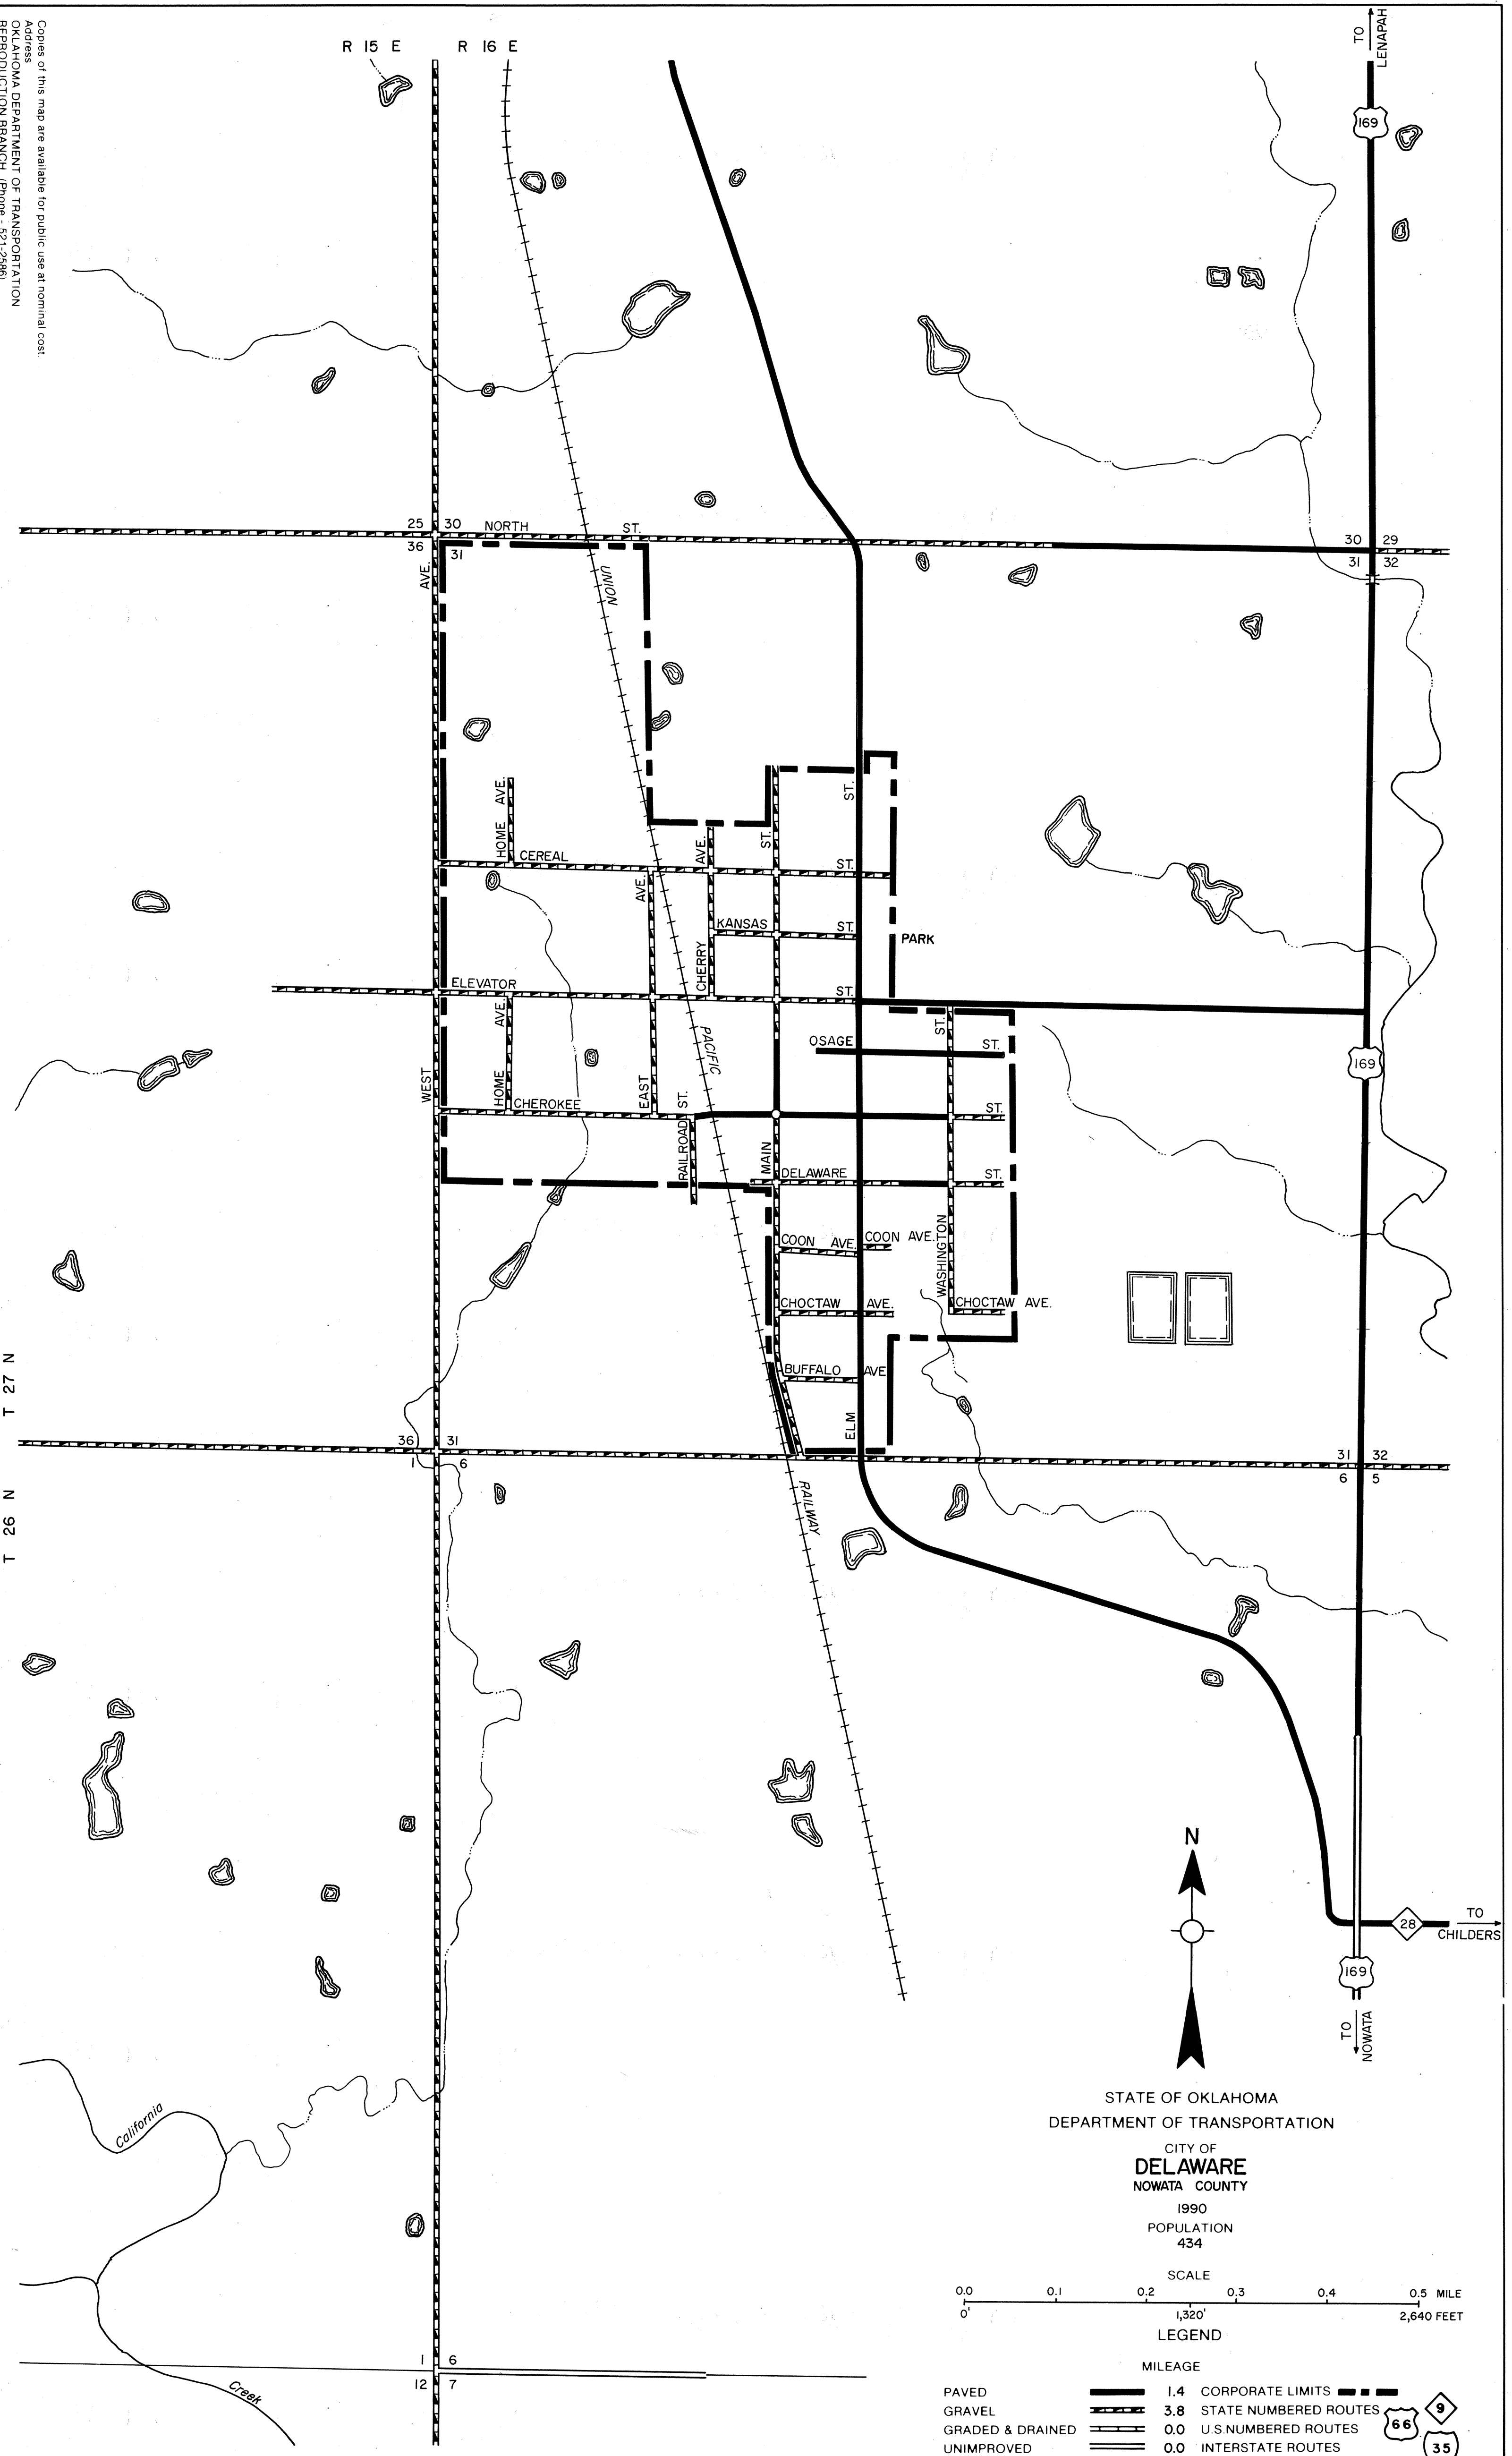 Copies of this map are available for public use at nominal cost.
Address
OKLAHOMA DEPARTMENT OF TRANSPORTATION
REPRODUCTION BRANCH (Phone - 521-2586)
R 15 E
R 16 E
TO
LENAPAH
169
25
30
NORTH
ST.
36
31
30
29
31
32
AVE.
UNION
HOME AVE.
CEREAL
AVE.
ST.
ST.
ST.
AVE.
KANSAS
ST.
PARK
CHERRY
ELEVATOR
ST.
AVE.
PACIFIC
OSAGE
ST.
ST.
169
WEST
HOME
CHEROKEE
EAST
ST.
ST.
RAILROAD
MAIN
DELAWARE
ST.
COON AVE.
COON AVE.
WASHINGTON
CHOCTAW AVE.
CHOCTAW AVE.
BUFFALO AVE
ELM
T 27 N
36
31
1
6
31
32
6
5
T 26 N
RAILWAY
N
28
TO
CHILDERS
169
TO
NOWATA
California
Creek
1
6
12
7
STATE OF OKLAHOMA
DEPARTMENT OF TRANSPORTATION
CITY OF
DELAWARE
NOWATA COUNTY
1990
POPULATION
434
SCALE
0.0 0.1 0.2 0.3 0.4 0.5 MILE
0' 1,320' 2,640 FEET
LEGEND
MILEAGE
PAVED 1.4 CORPORATE LIMITS
GRAVEL 3.8 STATE NUMBERED ROUTES 9
GRADED & DRAINED 0.0 U.S.NUMBERED ROUTES 66
UNIMPROVED 0.0 INTERSTATE ROUTES 35